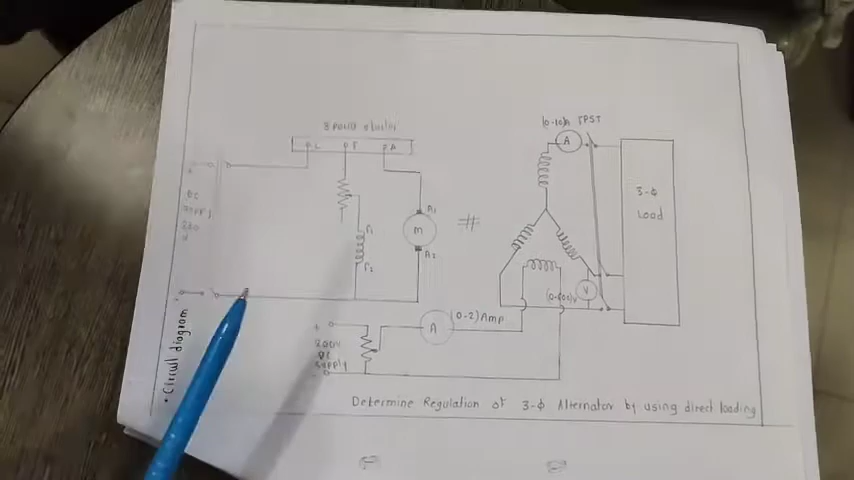 3 point starter
L F A
+
DC
supply
220
V
F1
F2
A1
M
A2
#
(0-10)A TPST
A
3-Φ
Load
V
(0-2) Amp
A
+
200V
DC
supply
-
• Circuit diagram
Determine Regulation of 3-Φ Alternator by using direct loading